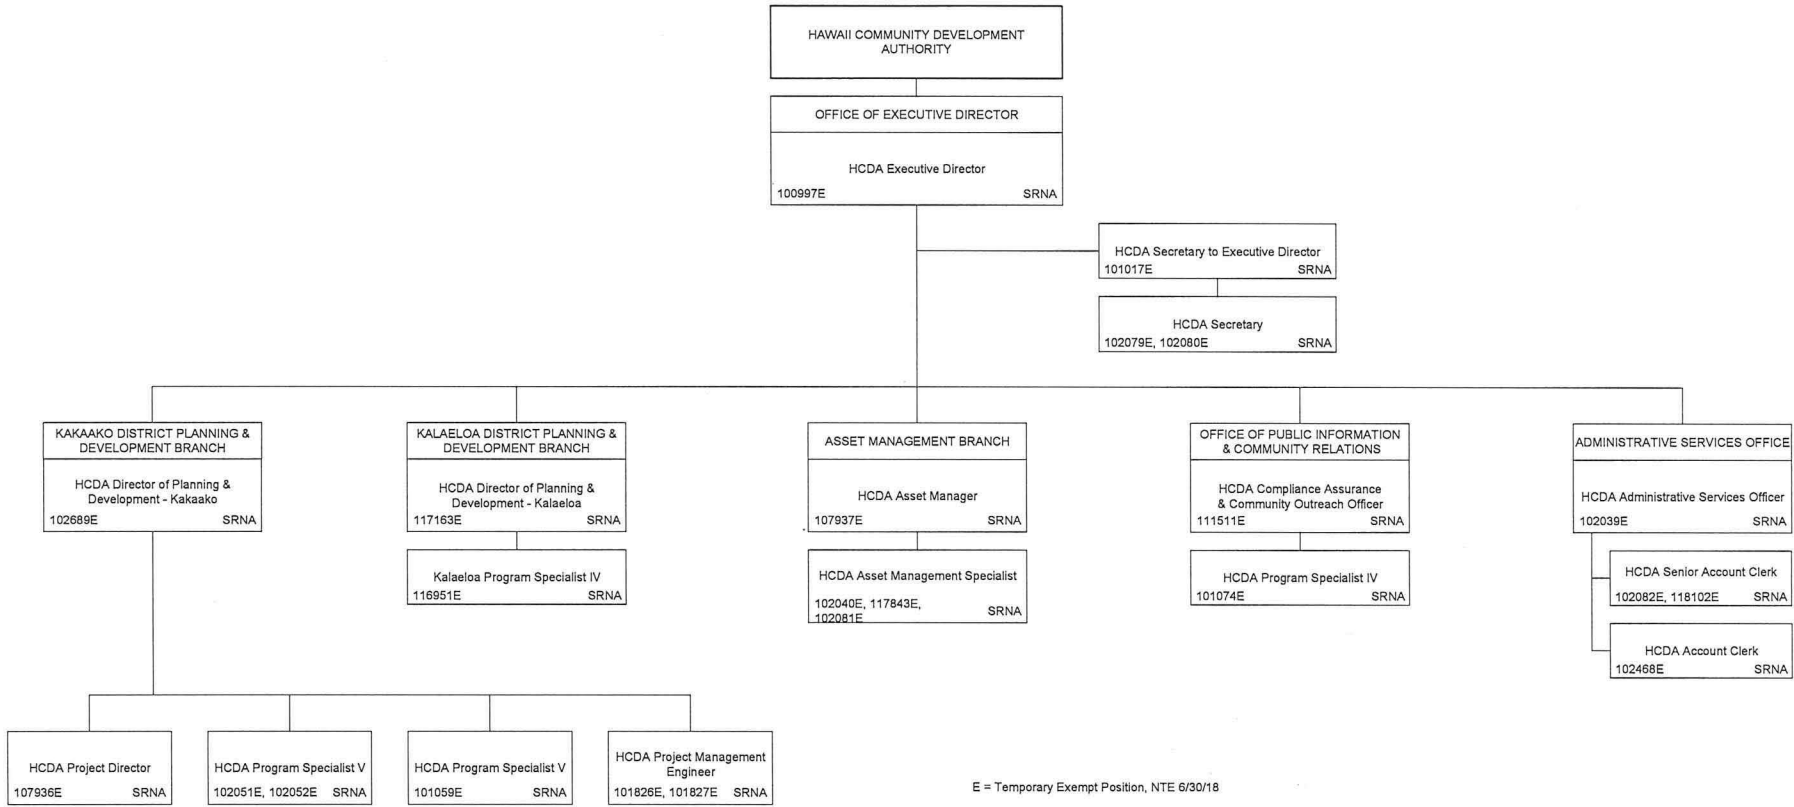 HAWAII COMMUNITY DEVELOPMENT
AUTHORITY
OFFICE OF EXECUTIVE DIRECTOR
HCDA Executive Director
100997E SRNA
HCDA Secretary to Executive Director
101017E SRNA
HCDA Secretary
102079E, 102080E SRNA
KAKAAKO DISTRICT PLANNING &
DEVELOPMENT BRANCH
HCDA Director of Planning &
Development - Kakaako
102689E SRNA
KALAELOA DISTRICT PLANNING &
DEVELOPMENT BRANCH
HCDA Director of Planning &
Development - Kalaeloa
117163E SRNA
Kalaeloa Program Specialist IV
116951E SRNA
ASSET MANAGEMENT BRANCH
HCDA Asset Manager
107937E SRNA
HCDA Asset Management Specialist
102040E, 117843E,
102081E SRNA
OFFICE OF PUBLIC INFORMATION
& COMMUNITY RELATIONS
HCDA Compliance Assurance
& Community Outreach Officer
111511E SRNA
HCDA Program Specialist IV
101074E SRNA
ADMINISTRATIVE SERVICES OFFICE
HCDA Administrative Services Officer
102039E SRNA
HCDA Senior Account Clerk
102082E, 118102E SRNA
HCDA Account Clerk
102468E SRNA
HCDA Project Director
107936E SRNA
HCDA Program Specialist V
102051E, 102052E SRNA
HCDA Program Specialist V
101059E SRNA
HCDA Project Management
Engineer
101826E, 101827E SRNA
E = Temporary Exempt Position, NTE 6/30/18